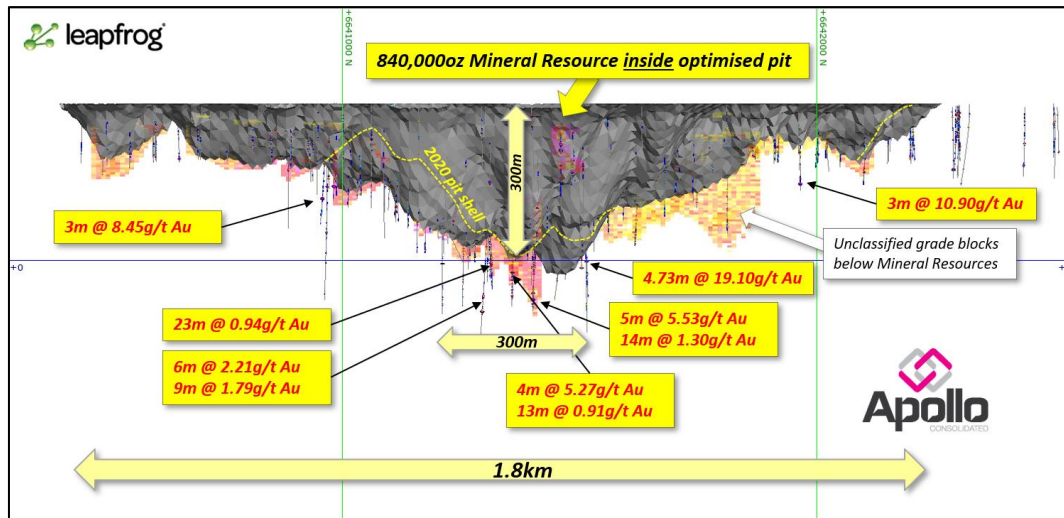 leapfrog
+6641000 N
+6642000 N
840,000oz Mineral Resource inside optimised pit
2020 pit shell
300m
3m @ 8.45g/t Au
3m @ 10.90g/t Au
Unclassified grade blocks
below Mineral Resources
+0
4.73m @ 19.10g/t Au
23m @ 0.94g/t Au
5m @ 5.53g/t Au
14m @ 1.30g/t Au
300m
6m @ 2.21g/t Au
9m @ 1.79g/t Au
4m @ 5.27g/t Au
13m @ 0.91g/t Au
Apollo
CONSOLIDATED
1.8km